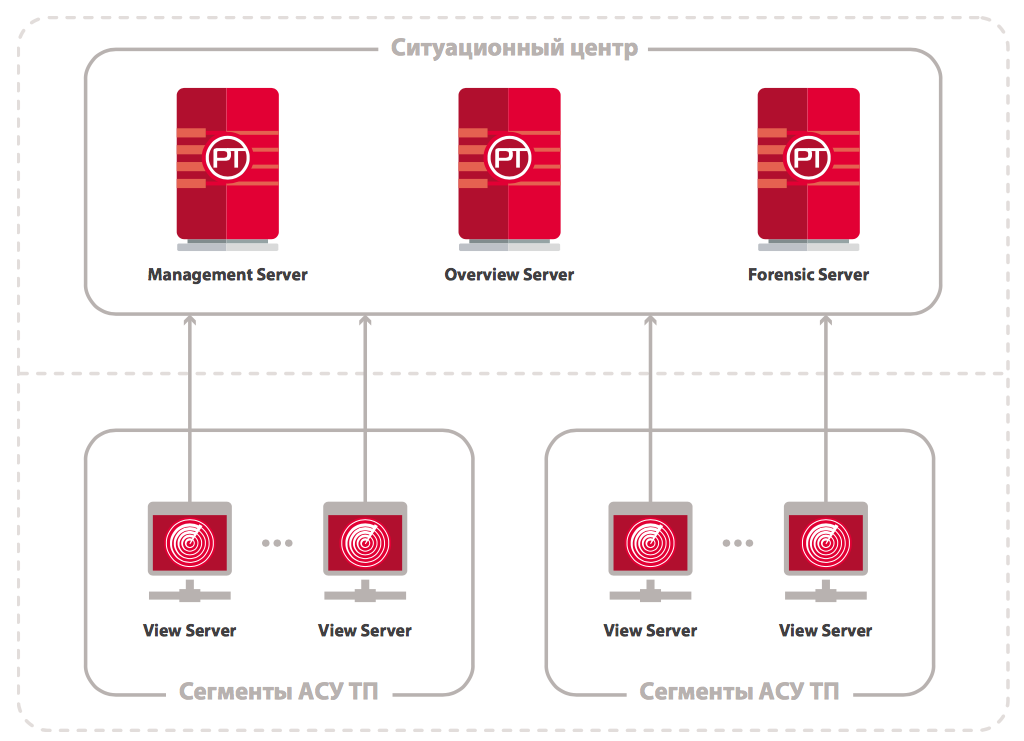 Ситуационный центр
PT PT PT
Management Server Overview Server Forensic Server
View Server View Server View Server View Server
Сегменты АСУ ТП Сегменты АСУ ТП